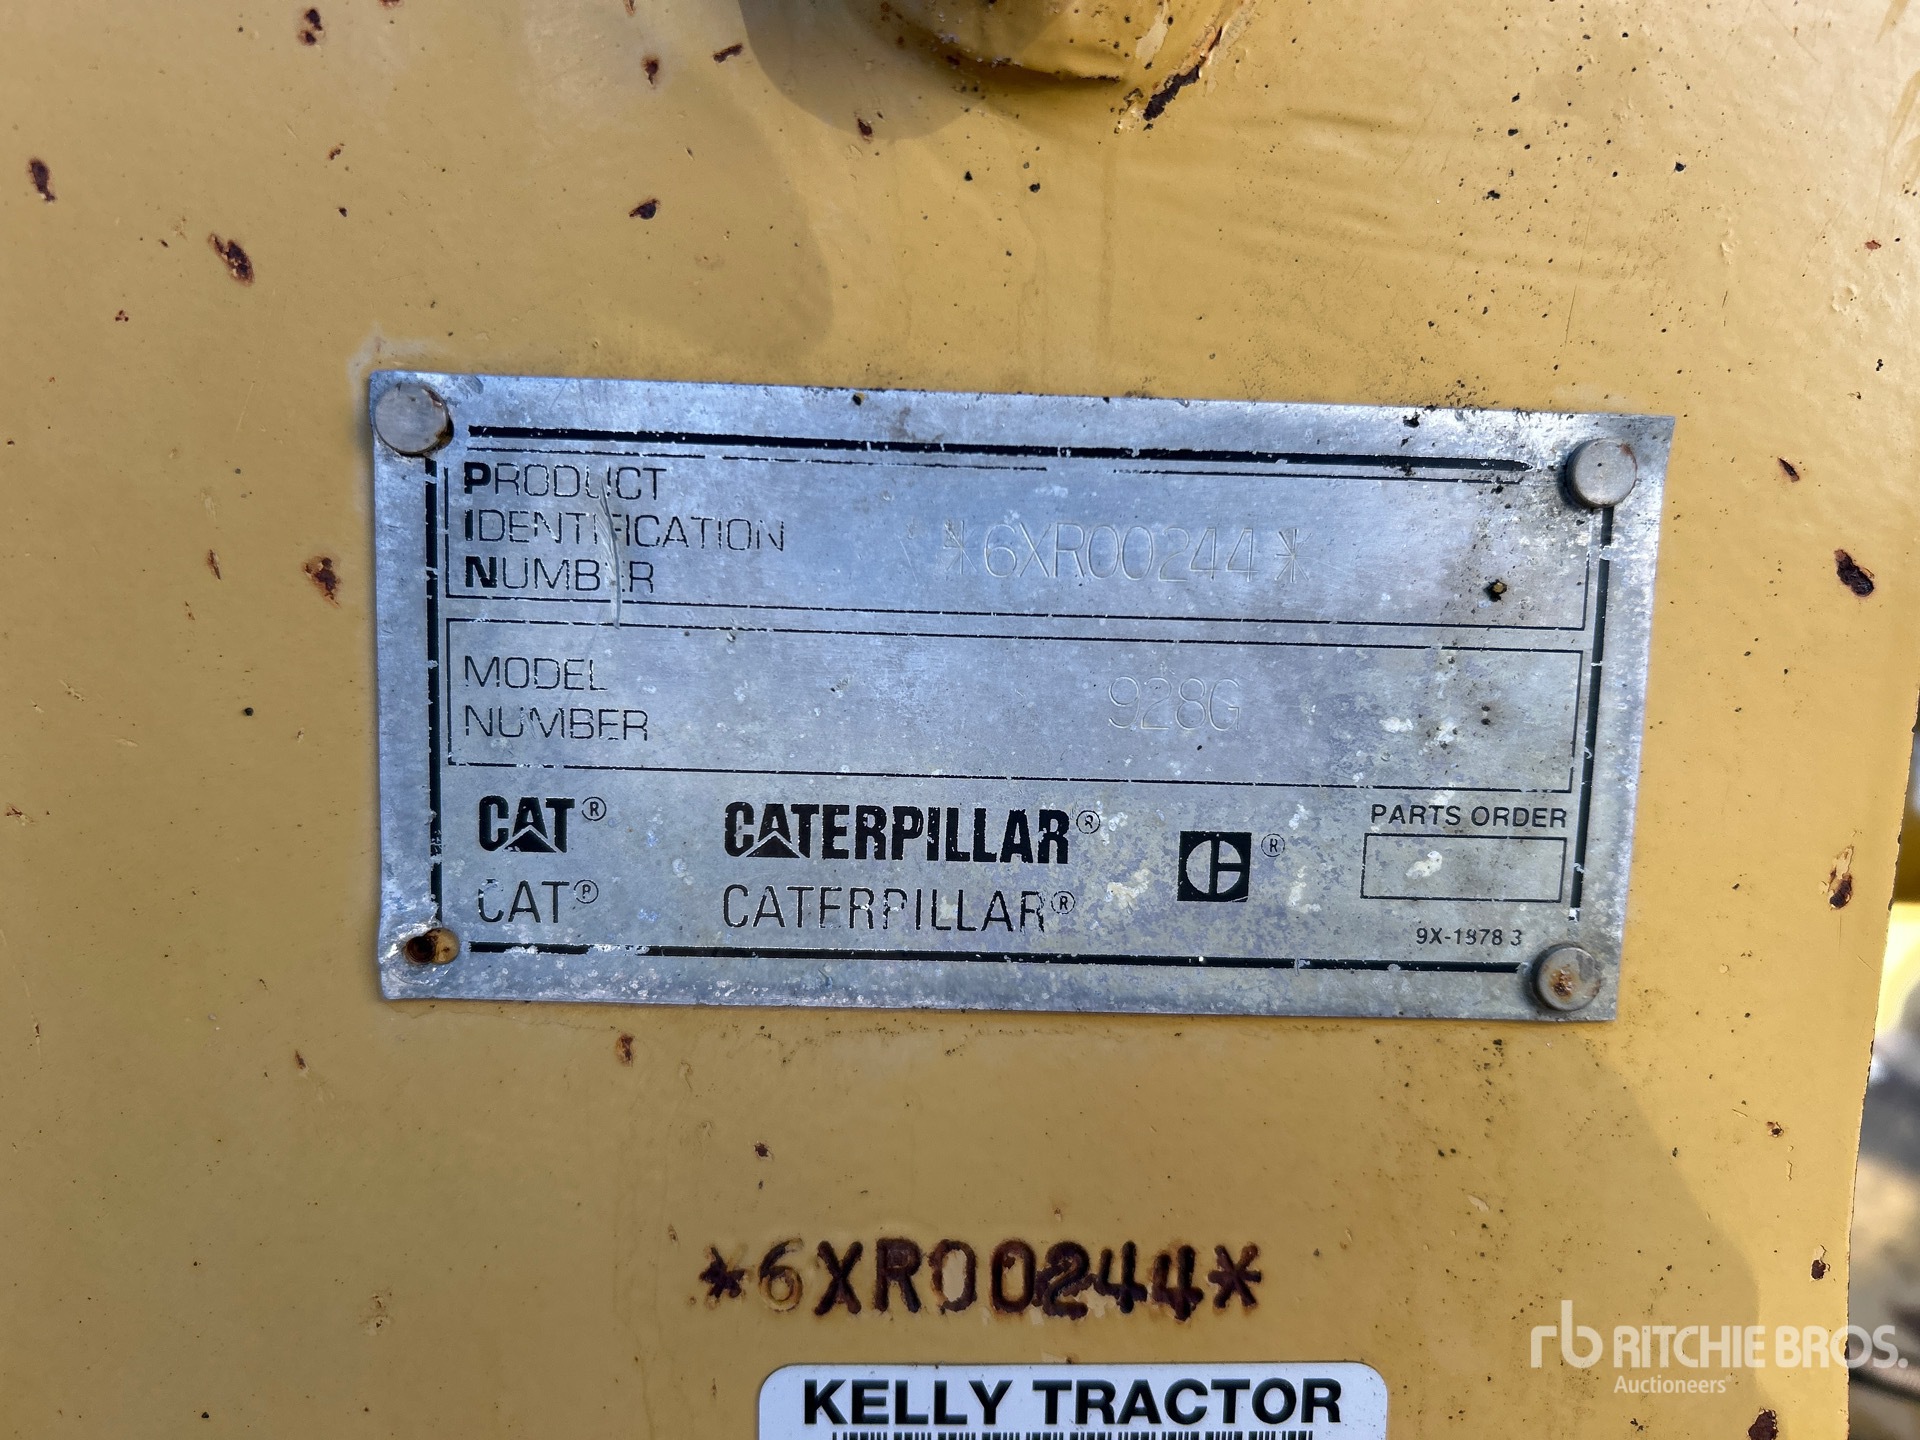 PRODUCT
IDENTIFICATION
NUMBER
*6XR00244*
MODEL
NUMBER
928G
CAT® CATERPILLAR® ®
CAT® CATERPILLAR®
PARTS ORDER
9X-1878 3
*6XR00244*
KELLY TRACTOR
rb RITCHIE BROS.
Auctioneers